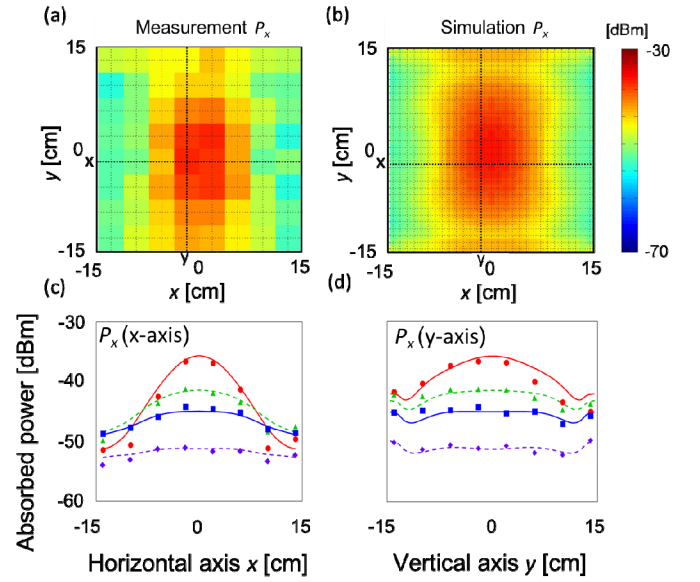 (a) Measurement Pₓ (b) Simulation Pₓ [dBm]
15 15 -30
y [cm] 0 x y [cm] 0 x
-15 -15 -70
y y
-15 0 15 -15 0 15
x [cm] x [cm]
(c) (d)
-30
Pₓ (x-axis) Pₓ (y-axis)
Absorbed power [dBm]
-40
-50
-60
-15 0 15 -15 0 15
Horizontal axis x [cm] Vertical axis y [cm]